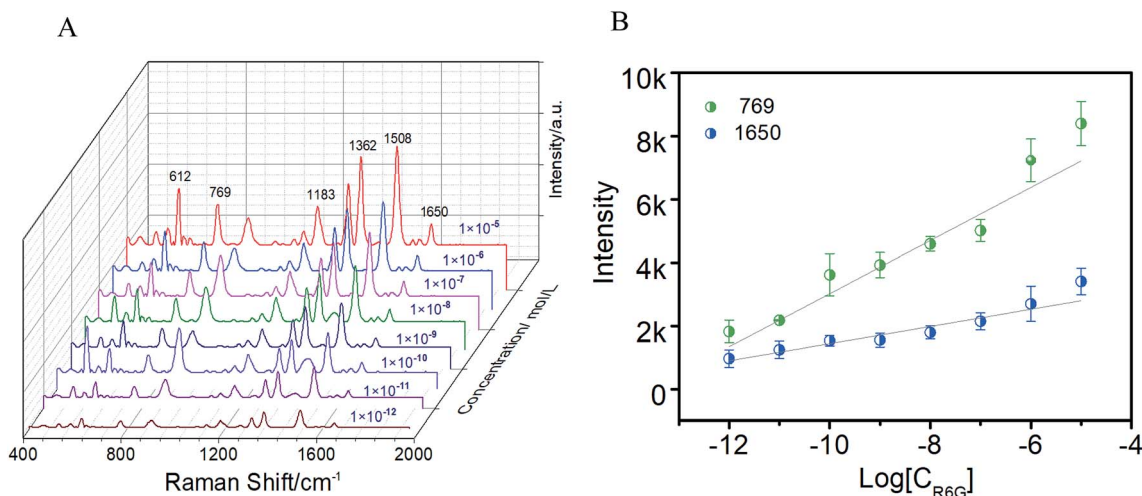 A
612
769
1183
1362
1508
1650
1×10-5
1×10-6
1×10-7
1×10-8
1×10-9
1×10-10
1×10-11
1×10-12
Intensity/a.u.
Concentration/ mol/L
400 800 1200 1600 2000
Raman Shift/cm-1
B
10k
8k
6k
4k
2k
0
Intensity
769
1650
-12 -10 -8 -6 -4
Log[CR6G]